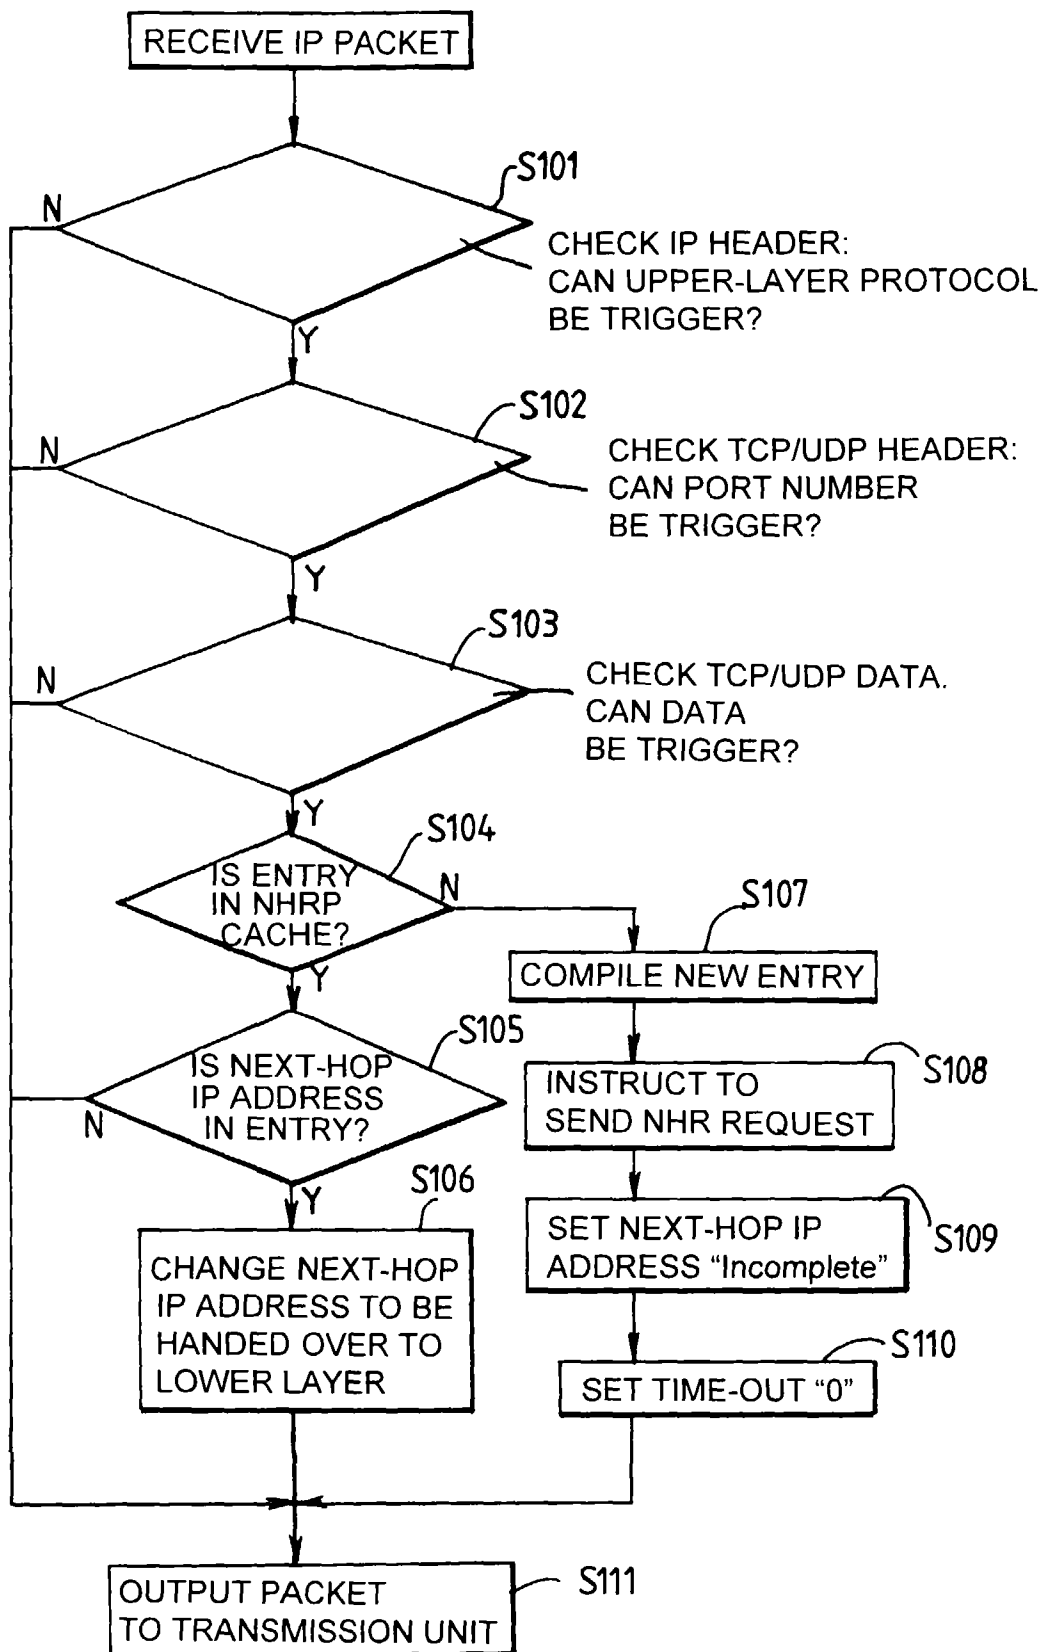 RECEIVE IP PACKET
S101
N
CHECK IP HEADER:
CAN UPPER-LAYER PROTOCOL
BE TRIGGER?
Y
S102
N
CHECK TCP/UDP HEADER:
CAN PORT NUMBER
BE TRIGGER?
Y
S103
N
CHECK TCP/UDP DATA.
CAN DATA
BE TRIGGER?
Y
S104
IS ENTRY
IN NHRP
CACHE?
N
Y
S107
COMPILE NEW ENTRY
S105
IS NEXT-HOP
IP ADDRESS
IN ENTRY?
N
Y
S108
INSTRUCT TO
SEND NHR REQUEST
S106
CHANGE NEXT-HOP
IP ADDRESS TO BE
HANDED OVER TO
LOWER LAYER
S109
SET NEXT-HOP IP
ADDRESS “Incomplete”
S110
SET TIME-OUT “0”
S111
OUTPUT PACKET
TO TRANSMISSION UNIT